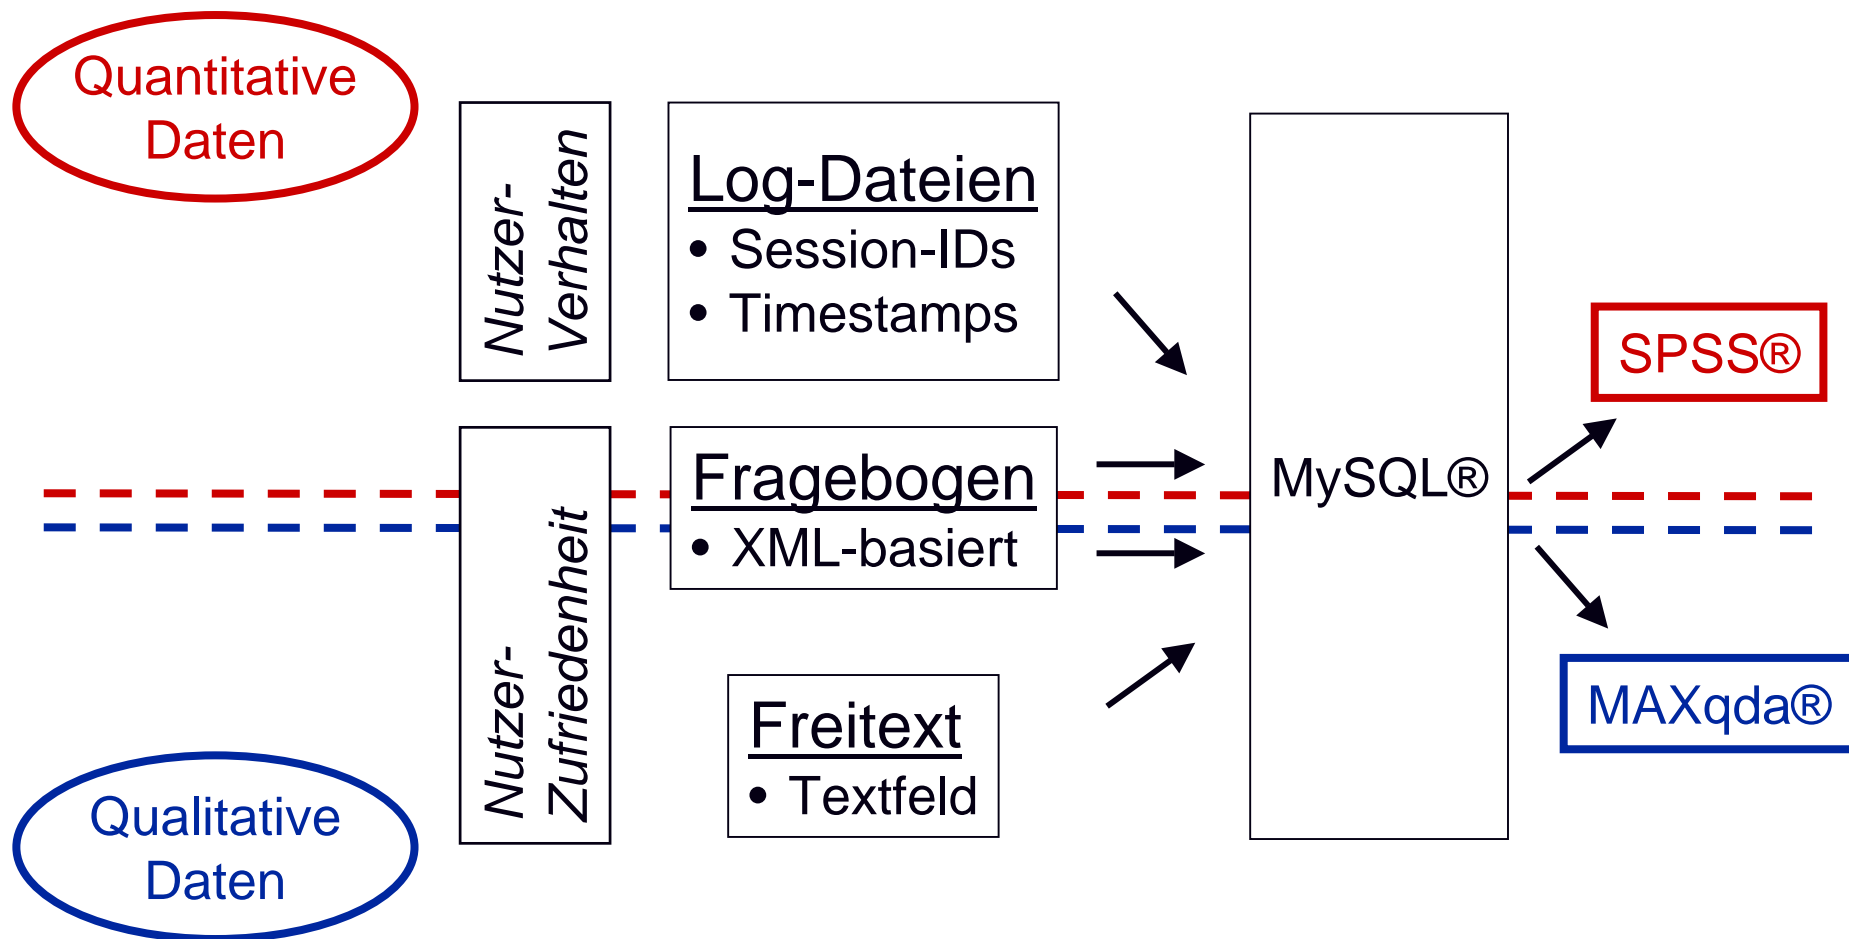 Quantitative
Daten
Nutzer-
Verhalten
Log-Dateien
• Session-IDs
• Timestamps
Nutzer-
Zufriedenheit
Fragebogen
• XML-basiert
Freitext
• Textfeld
MySQL®
SPSS®
MAXqda®
Qualitative
Daten